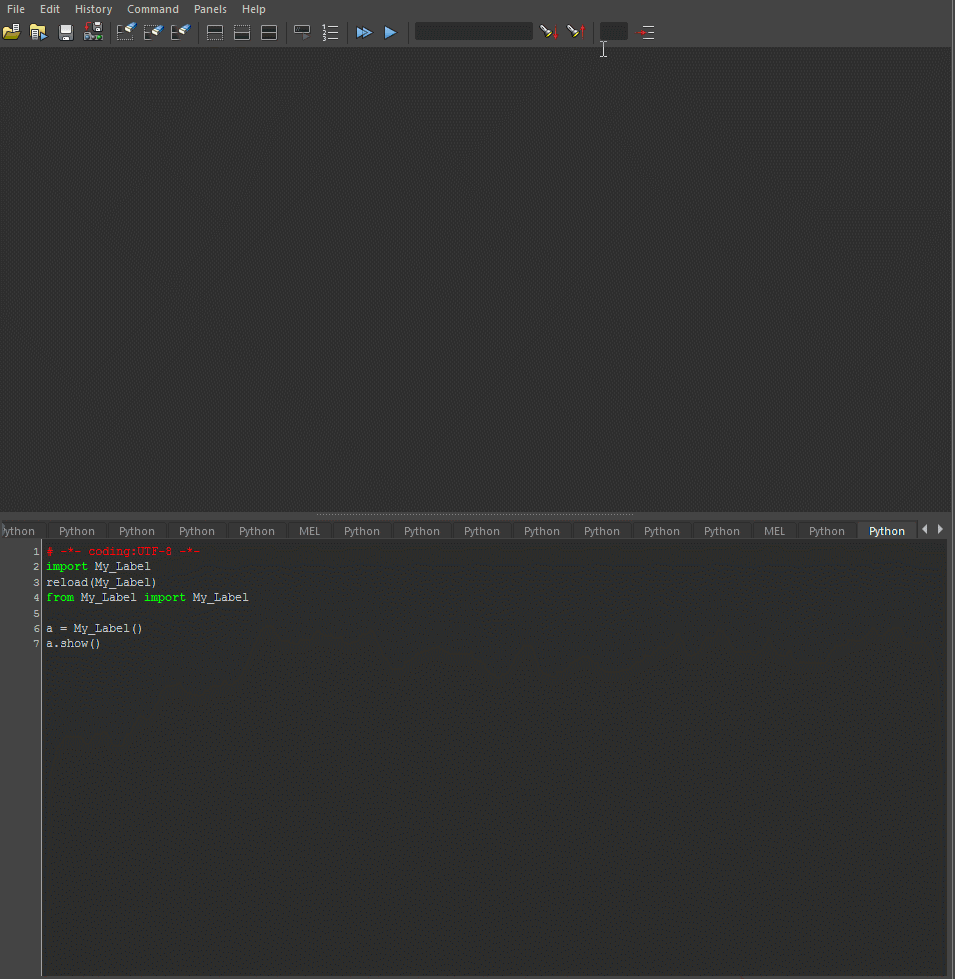 File Edit History Command Panels Help
ython Python Python Python Python MEL Python Python Python Python Python Python Python MEL Python Python
1 # -*- coding:UTF-8 -*-
2 import My_Label
3 reload(My_Label)
4 from My_Label import My_Label
5
6 a = My_Label()
7 a.show()